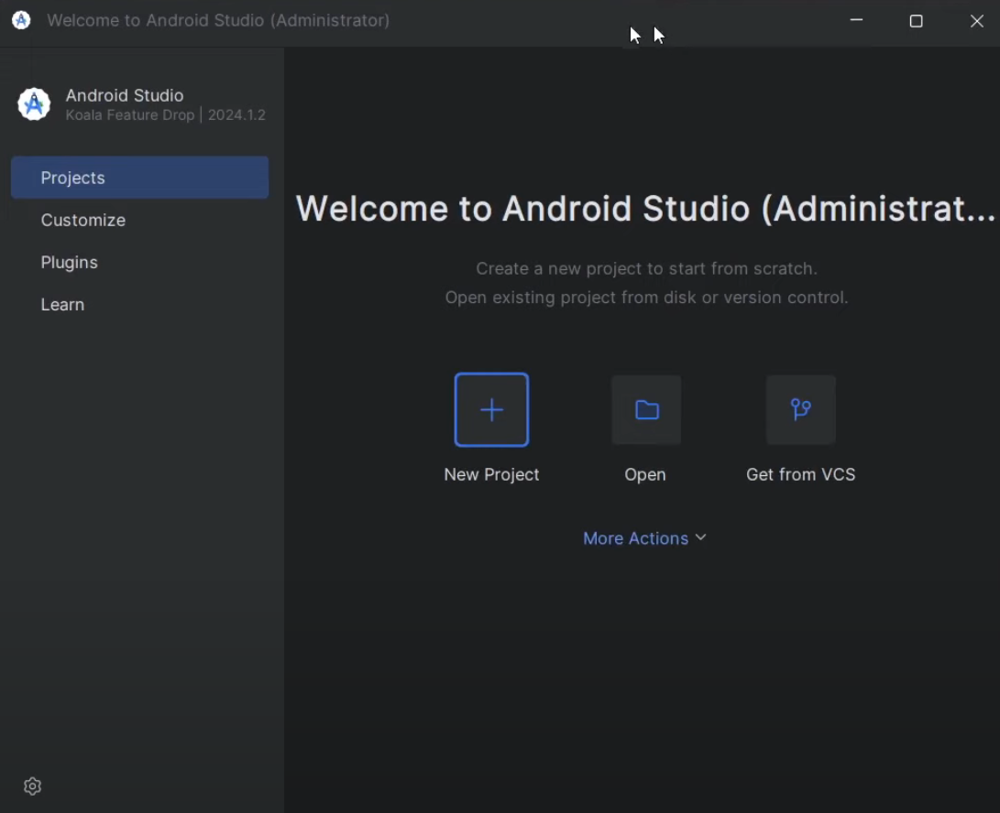 Welcome to Android Studio (Administrator)
Android Studio
Koala Feature Drop | 2024.1.2
Projects
Customize
Plugins
Learn
Welcome to Android Studio (Administrat...
Create a new project to start from scratch.
Open existing project from disk or version control.
New Project
Open
Get from VCS
More Actions